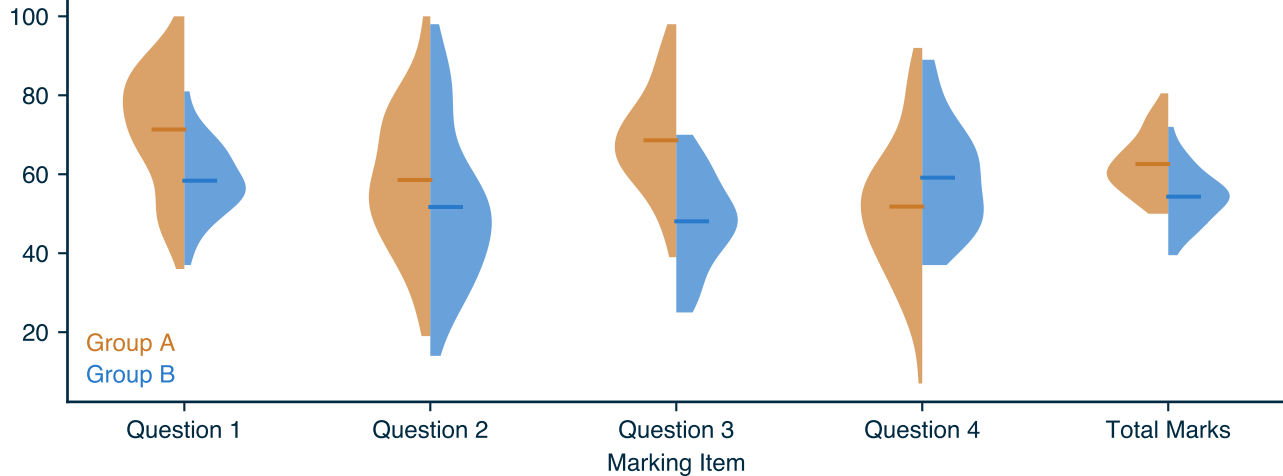 100
80
60
40
20
Group A
Group B
Question 1 Question 2 Question 3 Question 4 Total Marks
Marking Item